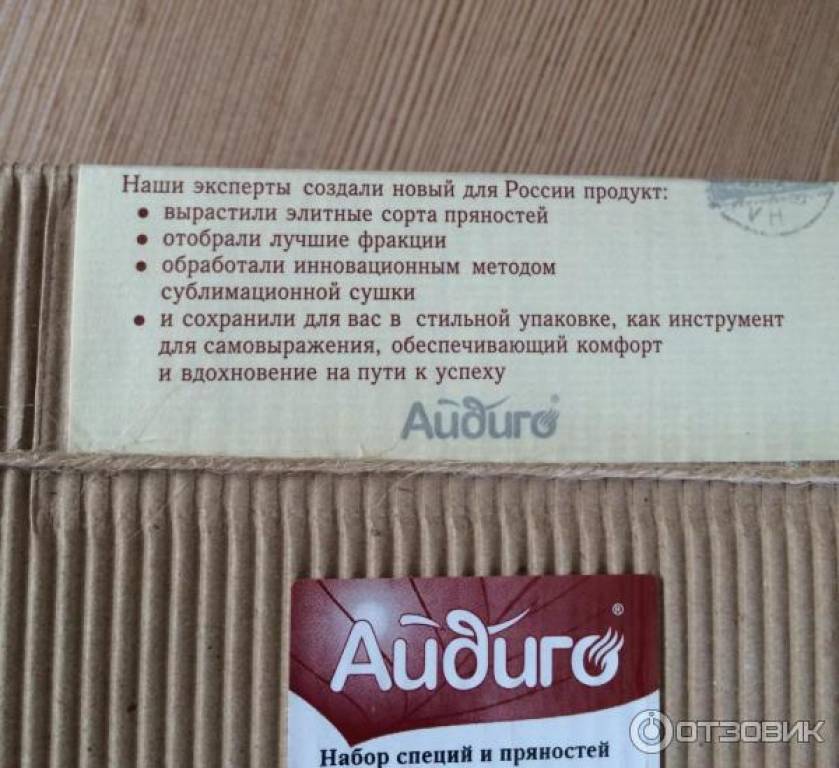 Наши эксперты создали новый для России продукт:
• вырастили элитные сорта пряностей
• отобрали лучшие фракции
• обработали инновационным методом
сублимационной сушки
• и сохранили для вас в стильной упаковке, как инструмент
для самовыражения, обеспечивающий комфорт
и вдохновение на пути к успеху
Айдиго
Айдиго®
Набор специй и пряностей
ОТЗОВИК